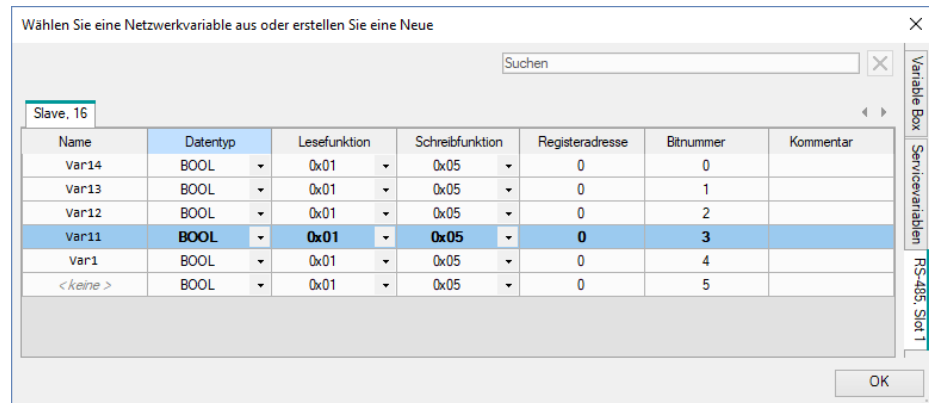 Wählen Sie eine Netzwerkvariable aus oder erstellen Sie eine Neue
Suchen
Slave, 16
Name Datentyp Lesefunktion Schreibfunktion Registeradresse Bitnummer Kommentar
Var14 BOOL 0x01 0x05 0 0
Var13 BOOL 0x01 0x05 0 1
Var12 BOOL 0x01 0x05 0 2
Var11 BOOL 0x01 0x05 0 3
Var1 BOOL 0x01 0x05 0 4
<keine> BOOL 0x01 0x05 0 5
Variable Box
Servicevariablen
RS-485, Slot 1
OK